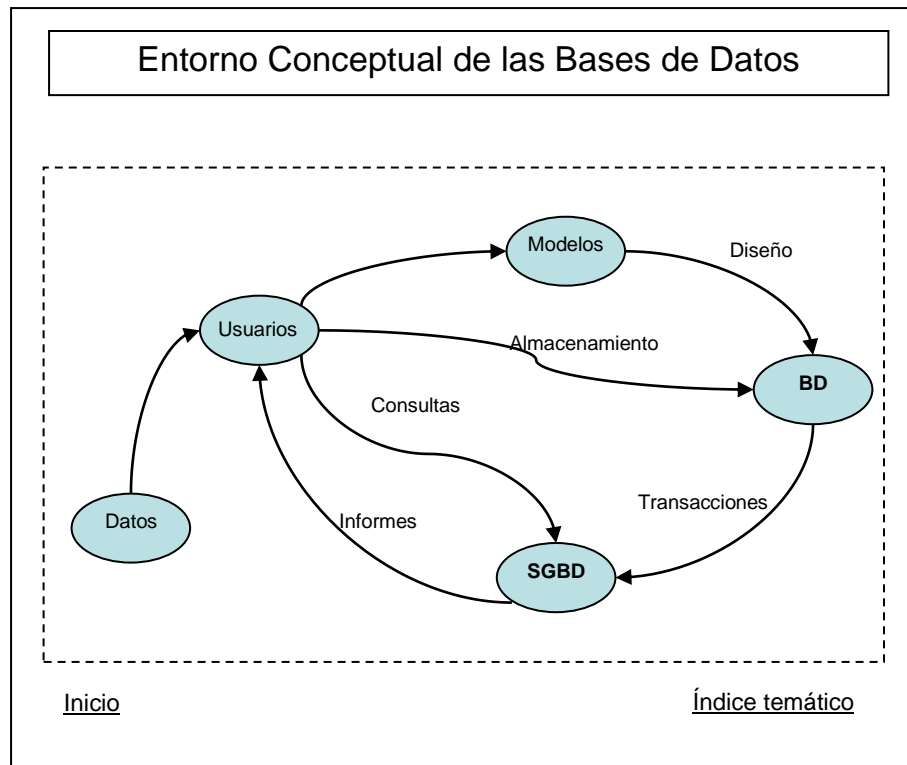 Entorno Conceptual de las Bases de Datos
Modelos
Diseño
Usuarios
Almacenamiento
BD
Consultas
Transacciones
Datos
Informes
SGBD
Inicio
Índice temático